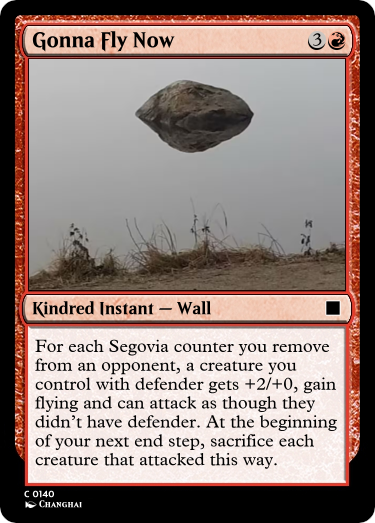 Gonna Fly Now
3
Kindred Instant — Wall
For each Segovia counter you remove
from an opponent, a creature you
control with defender gets +2/+0, gain
flying and can attack as though they
didn't have defender. At the beginning
of your next end step, sacrifice each
creature that attacked this way.
C 0140
Changhai